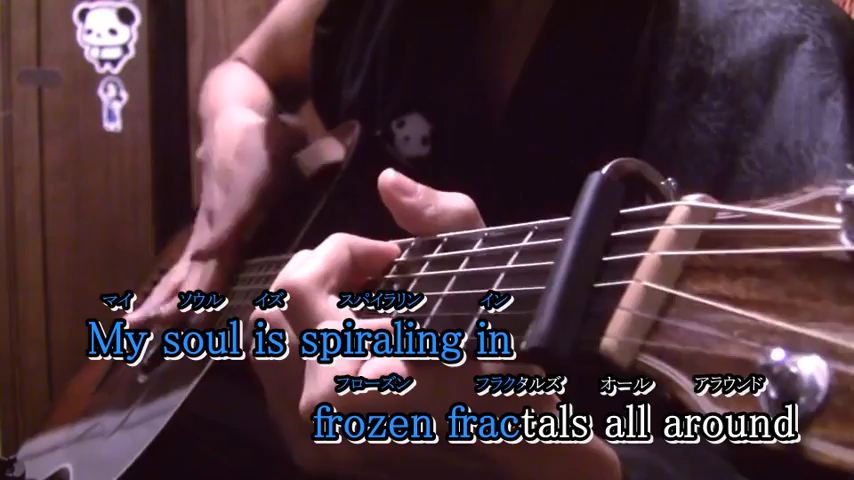 マイ ソウル イズ スパイラリン イン
My soul is spiraling in
フローズン フラクタルズ オール アラウンド
frozen fractals all around